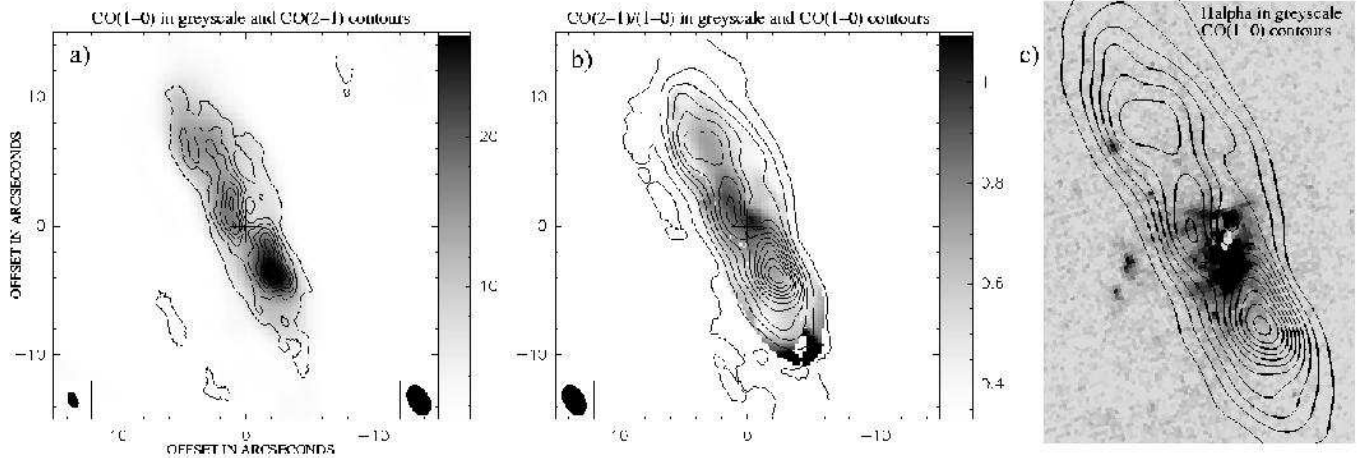 CO(1−0) in greyscale and CO(2−1) contours
a)
10
0
−10
OFFSET IN ARCSECONDS
10
0
−10
OFFSET IN ARCSECONDS
20
10
CO(2−1)/(1−0) in greyscale and CO(1−0) contours
b)
10
0
−10
10
0
−10
1
0.8
0.6
0.4
c)
Halpha in greyscale
CO(1−0) contours